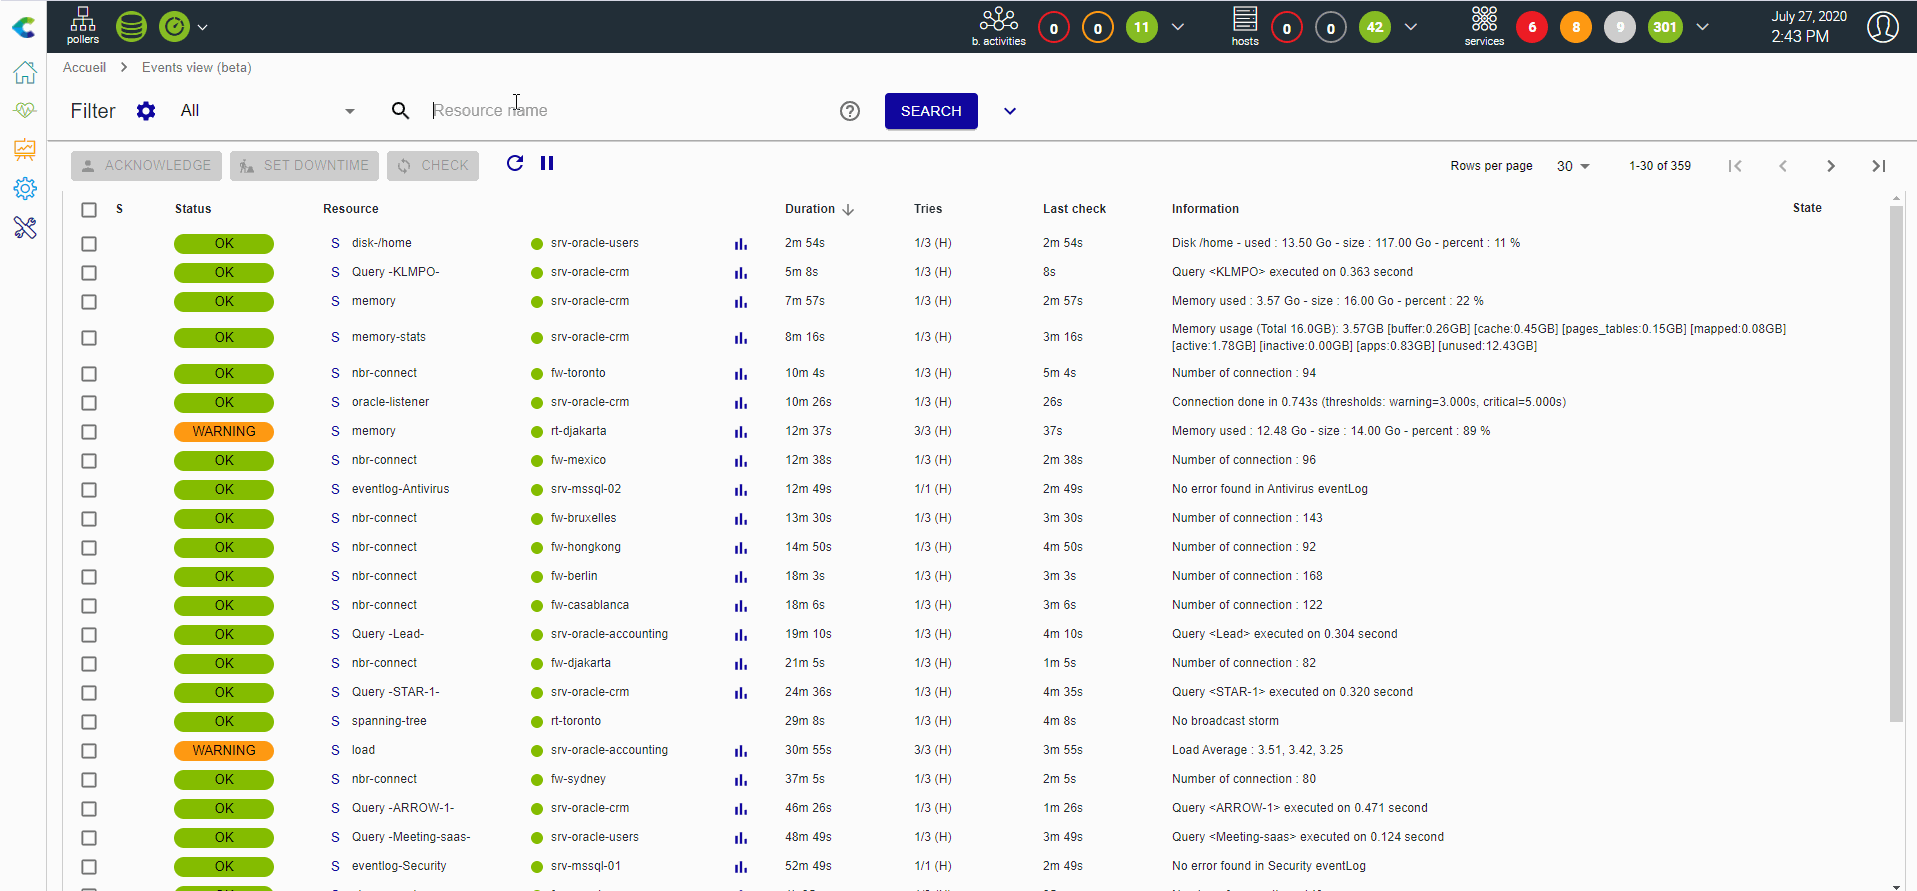 pollers
b. activities
0
0
11
hosts
0
0
42
services
6
8
9
301
July 27, 2020
2:43 PM
Accueil > Events view (beta)
Filter All Resource name ? SEARCH
ACKNOWLEDGE SET DOWNTIME CHECK Rows per page 30 1-30 of 359
S Status Resource Duration Tries Last check Information State
OK S disk-/home srv-oracle-users 2m 54s 1/3 (H) 2m 54s Disk /home - used : 13.50 Go - size : 117.00 Go - percent : 11 %
OK S Query -KLMPO- srv-oracle-crm 5m 8s 1/3 (H) 8s Query <KLMPO> executed on 0.363 second
OK S memory srv-oracle-crm 7m 57s 1/3 (H) 2m 57s Memory used : 3.57 Go - size : 16.00 Go - percent : 22 %
OK S memory-stats srv-oracle-crm 8m 16s 1/3 (H) 3m 16s Memory usage (Total 16.0GB): 3.57GB [buffer:0.26GB] [cache:0.45GB] [pages_tables:0.15GB] [mapped:0.08GB]
[active:1.78GB] [inactive:0.00GB] [apps:0.83GB] [unused:12.43GB]
OK S nbr-connect fw-toronto 10m 4s 1/3 (H) 5m 4s Number of connection : 94
OK S oracle-listener srv-oracle-crm 10m 26s 1/3 (H) 26s Connection done in 0.743s (thresholds: warning=3.000s, critical=5.000s)
WARNING S memory rt-djakarta 12m 37s 3/3 (H) 37s Memory used : 12.48 Go - size : 14.00 Go - percent : 89 %
OK S nbr-connect fw-mexico 12m 38s 1/3 (H) 2m 38s Number of connection : 96
OK S eventlog-Antivirus srv-mssql-02 12m 49s 1/1 (H) 2m 49s No error found in Antivirus eventLog
OK S nbr-connect fw-bruxelles 13m 30s 1/3 (H) 3m 30s Number of connection : 143
OK S nbr-connect fw-hongkong 14m 50s 1/3 (H) 4m 50s Number of connection : 92
OK S nbr-connect fw-berlin 18m 3s 1/3 (H) 3m 3s Number of connection : 168
OK S nbr-connect fw-casablanca 18m 6s 1/3 (H) 3m 6s Number of connection : 122
OK S Query -Lead- srv-oracle-accounting 19m 10s 1/3 (H) 4m 10s Query <Lead> executed on 0.304 second
OK S nbr-connect fw-djakarta 21m 5s 1/3 (H) 1m 5s Number of connection : 82
OK S Query -STAR-1- srv-oracle-crm 24m 36s 1/3 (H) 4m 35s Query <STAR-1> executed on 0.320 second
OK S spanning-tree rt-toronto 29m 8s 1/3 (H) 4m 8s No broadcast storm
WARNING S load srv-oracle-accounting 30m 55s 3/3 (H) 3m 55s Load Average : 3.51, 3.42, 3.25
OK S nbr-connect fw-sydney 37m 5s 1/3 (H) 2m 5s Number of connection : 80
OK S Query -ARROW-1- srv-oracle-crm 46m 26s 1/3 (H) 1m 26s Query <ARROW-1> executed on 0.471 second
OK S Query -Meeting-saas- srv-oracle-users 48m 49s 1/3 (H) 3m 49s Query <Meeting-saas> executed on 0.124 second
OK S eventlog-Security srv-mssql-01 52m 49s 1/1 (H) 2m 49s No error found in Security eventLog